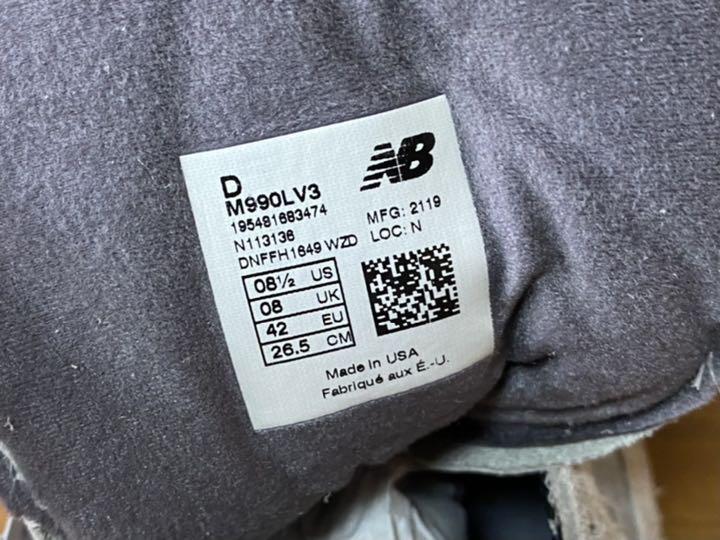 NB
D
M990LV3
195481683474
N113136
DNFFH1649 WZD
MFG: 2119
LOC: N
08½ US
08 UK
42 EU
26.5 CM
Made in USA
Fabriqué aux É.-U.